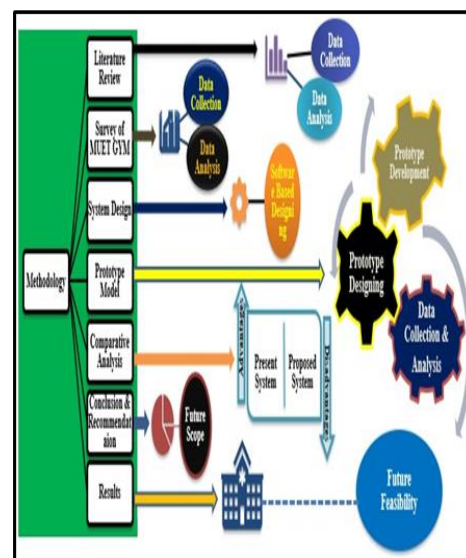 Methodology
Literature
Review
Data
Collection
Data
Analysis
Survey of
MUET GYM
Data
Collection
Data
Analysis
System Design
Softwar
e Based
Designi
ng
Prototype
Model
Prototype
Development
Prototype
Designing
Data
Collection &
Analysis
Comparative
Analysis
Advantages
Present
System
Proposed
System
Disadvantages
Conclusion &
Recommendat
aion
Future
Scope
Results
Future
Feasibility